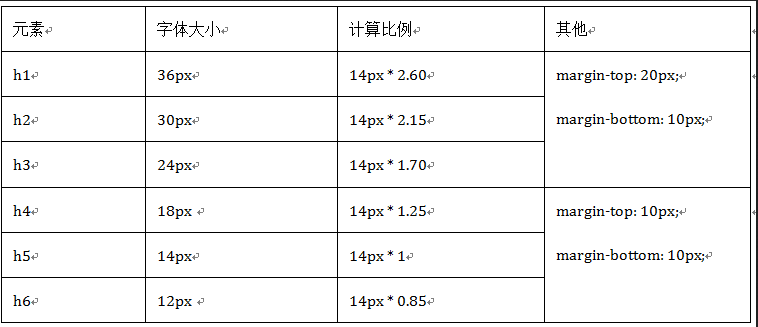 元素 字体大小 计算比例 其他
h1 36px 14px * 2.60 margin-top: 20px;
h2 30px 14px * 2.15 margin-bottom: 10px;
h3 24px 14px * 1.70
h4 18px 14px * 1.25 margin-top: 10px;
h5 14px 14px * 1 margin-bottom: 10px;
h6 12px 14px * 0.85